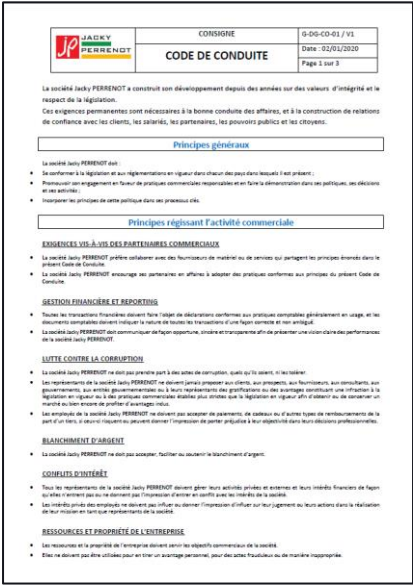 JACKY
PERRENOT
CONSIGNE
CODE DE CONDUITE
G-DG-CO-01 / V1
Date : 02/01/2020
Page 1 sur 3
La société Jacky PERRENOT a construit son développement depuis des années sur des valeurs d'intégrité et le
respect de la législation.
Ces exigences permanentes sont nécessaires à la bonne conduite des affaires, et à la construction de relations
de confiance avec les clients, les salariés, les partenaires, les pouvoirs publics et les citoyens.
Principes généraux
La société Jacky PERRENOT doit :
• Se conformer à la législation et aux réglementations en vigueur dans chacun des pays dans lesquels il est présent ;
• Promouvoir son engagement en faveur de pratiques commerciales responsables et en faire la démonstration dans ses politiques, ses décisions
et ses activités ;
• Incorporer les principes de cette politique dans ses processus clés.
Principes régissant l'activité commerciale
EXIGENCES VIS-À-VIS DES PARTENAIRES COMMERCIAUX
• La société Jacky PERRENOT préfère collaborer avec des fournisseurs de matériel ou de services qui partagent les principes énoncés dans le
présent Code de Conduite.
• La société Jacky PERRENOT encourage ses partenaires en affaires à adopter des pratiques conformes aux principes du présent Code de
Conduite.
GESTION FINANCIÈRE ET REPORTING
• Toutes les transactions financières doivent faire l'objet de déclarations conformes aux pratiques comptables généralement en usage, et les
documents comptables doivent indiquer la nature de toutes les transactions d'une façon correcte et non ambiguë.
• La société Jacky PERRENOT doit communiquer de façon opportune, sincère et transparente afin de présenter une vision claire des performances
de la société Jacky PERRENOT.
LUTTE CONTRE LA CORRUPTION
• La société Jacky PERRENOT ne doit pas prendre part à des actes de corruption, quels qu'ils soient, ni les tolérer.
• Les représentants de la société Jacky PERRENOT ne doivent jamais proposer aux clients, aux prospects, aux fournisseurs, aux consultants, aux
gouvernements, aux entités gouvernementales ou à leurs représentants des gratifications ou des avantages constituant une infraction à la
législation en vigueur ou à des pratiques commerciales établies plus strictes que la législation en vigueur afin d'obtenir ou de conserver un
marché ou bien encore de profiter d'avantages indus.
• Les employés de la société Jacky PERRENOT ne doivent pas accepter de paiements, de cadeaux ou d'autres types de remboursements de la
part d'un tiers, si ceux-ci risquent ou peuvent donner l'impression de porter préjudice à leur objectivité dans leurs décisions professionnelles.
BLANCHIMENT D'ARGENT
• La société Jacky PERRENOT ne doit pas accepter, faciliter ou soutenir le blanchiment d'argent.
CONFLITS D'INTÉRÊT
• Tous les représentants de la société Jacky PERRENOT doivent gérer leurs activités privées et externes et leurs intérêts financiers de façon
qu'elles n'entrent pas ou ne donnent pas l'impression d'entrer en conflit avec les intérêts de la société.
• Les intérêts privés des employés ne doivent pas influer ou donner l'impression d'influer sur leur jugement ou leurs actions dans la réalisation
de leur mission en tant que représentants de la société.
RESSOURCES ET PROPRIÉTÉ DE L'ENTREPRISE
• Les ressources et la propriété de l'entreprise doivent servir les objectifs commerciaux de la société.
• Elles ne doivent pas être utilisées pour en tirer un avantage personnel, pour des actes frauduleux ou de manière inappropriée.